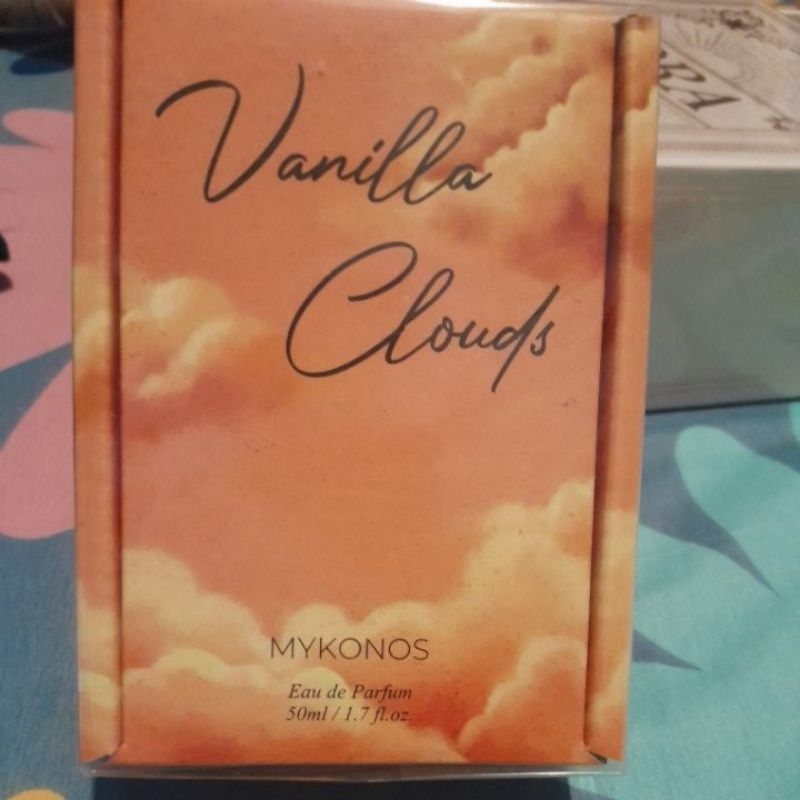 Vanilla
Clouds
MYKONOS
Eau de Parfum
50ml / 1.7 fl.oz.